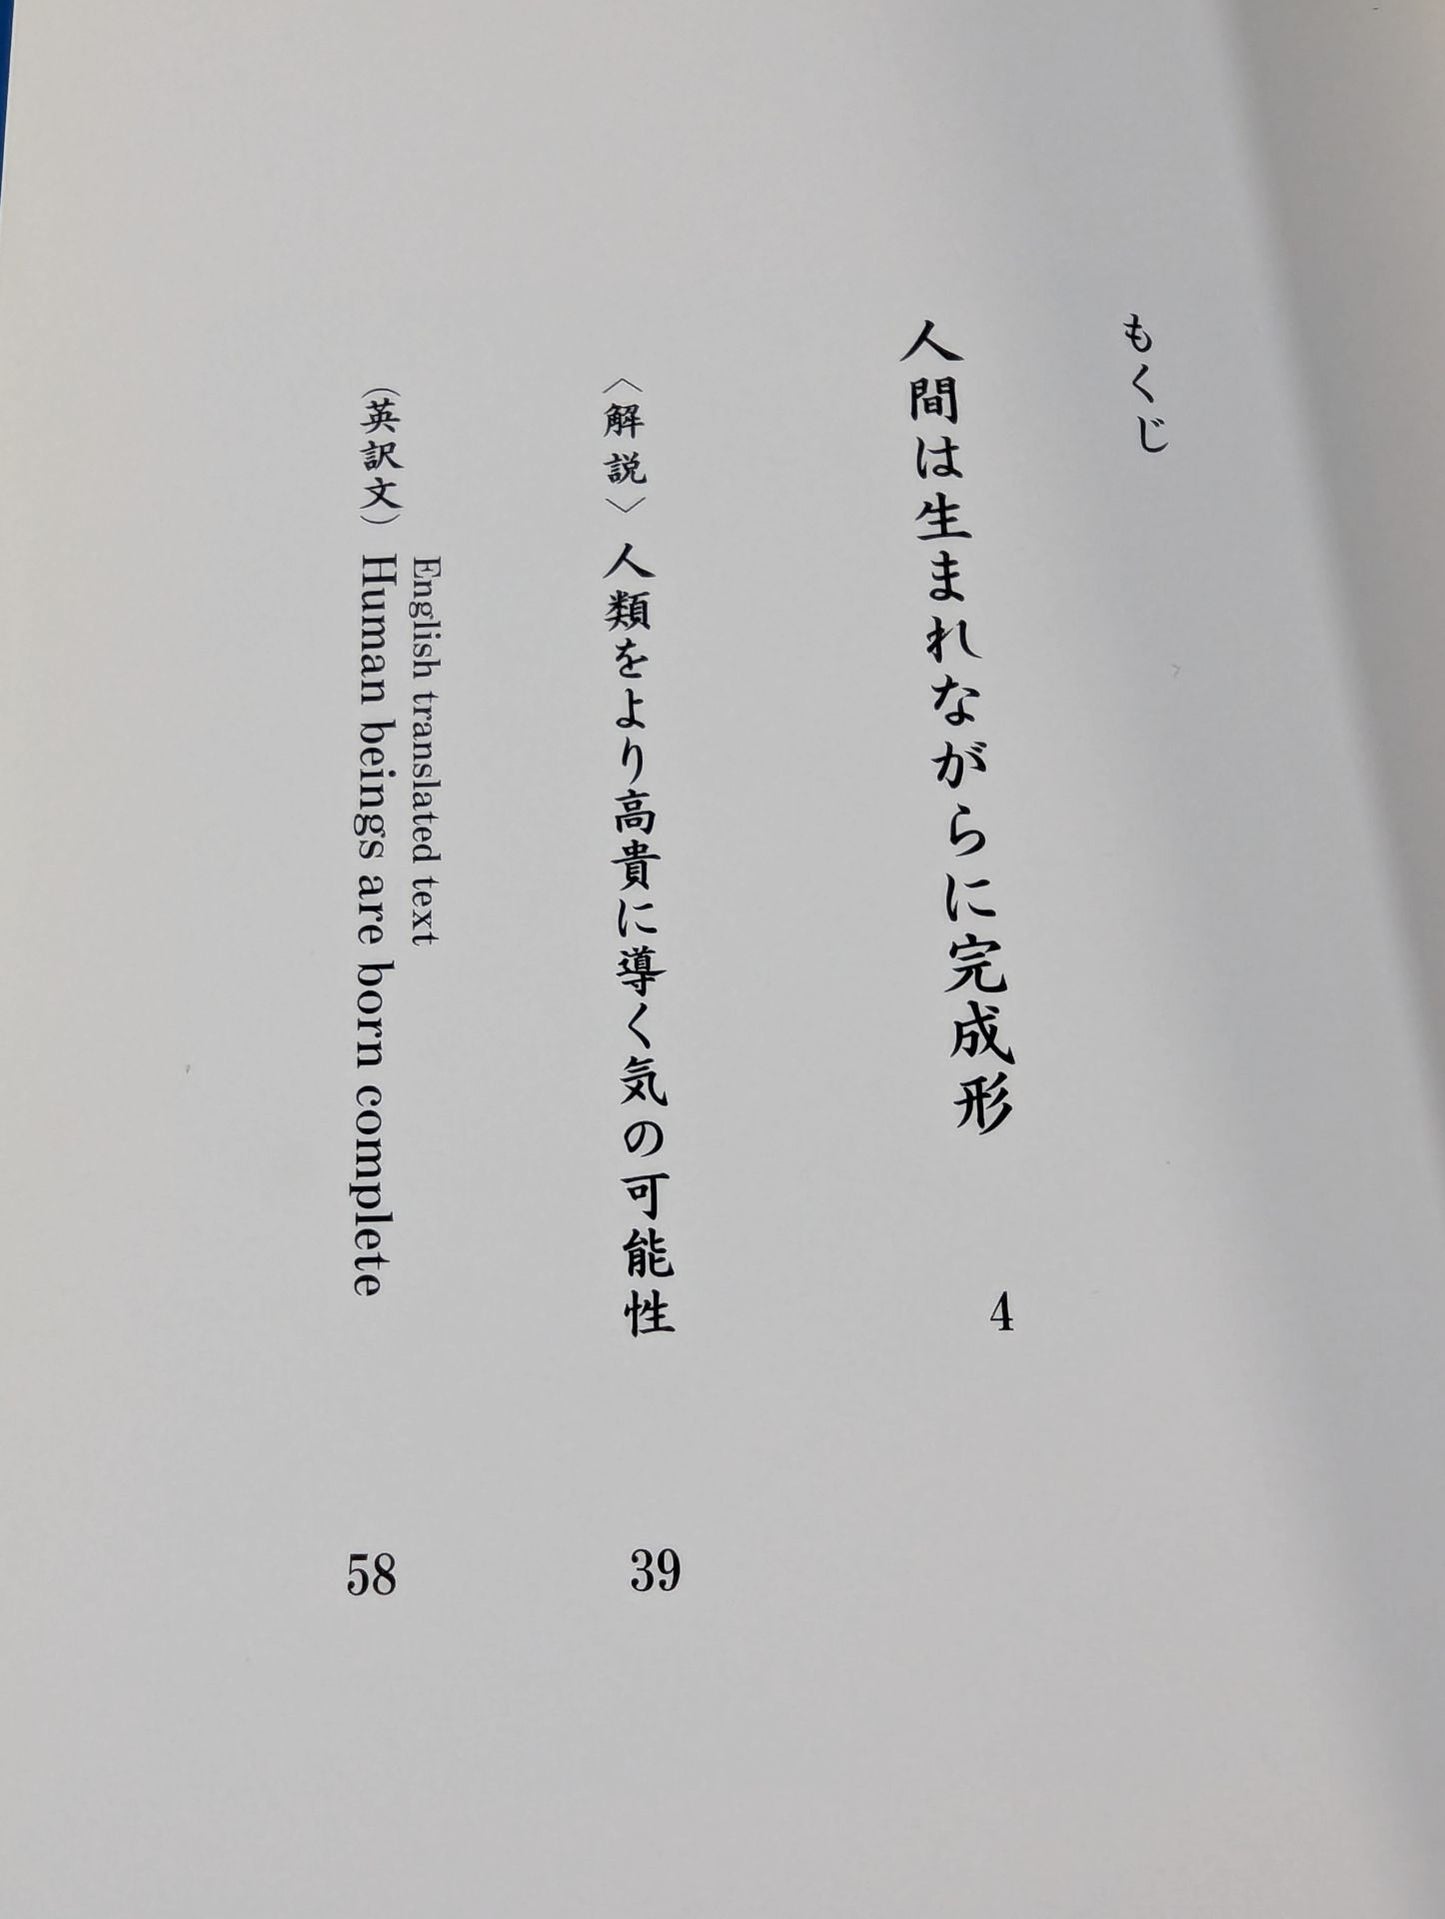 もくじ
人間は生まれながらに完成形 4
〈解説〉人類をより高貴に導く気の可能性 39
English translated text
（英訳文）Human beings are born complete 58